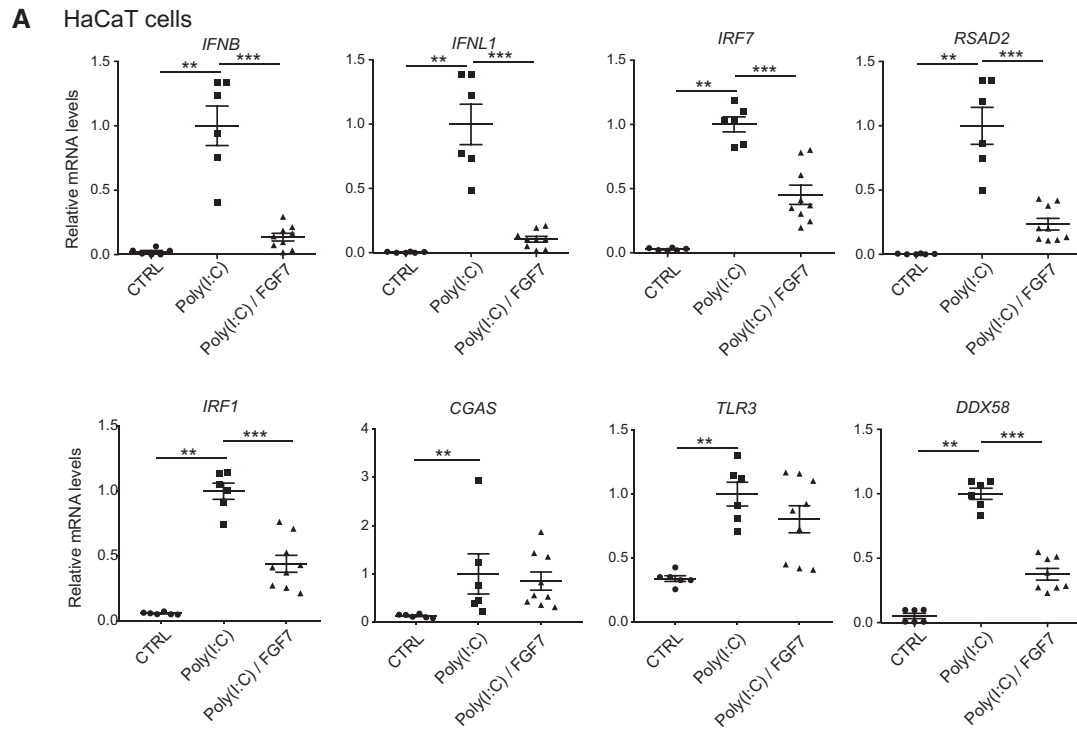 A HaCaT cells
IFNB IFNL1 IRF7 RSAD2
** *** ** *** ** *** ** ***
Relative mRNA levels
1.5 1.5 1.5 1.5
1.0 1.0 1.0 1.0
0.5 0.5 0.5 0.5
0.0 0.0 0.0 0.0
CTRL Poly(I:C) Poly(I:C) / FGF7 CTRL Poly(I:C) Poly(I:C) / FGF7 CTRL Poly(I:C) Poly(I:C) / FGF7 CTRL Poly(I:C) Poly(I:C) / FGF7
IRF1 CGAS TLR3 DDX58
** *** ** ** ** ***
Relative mRNA levels
1.5 4 1.5 1.5
1.0 3 1.0 1.0
0.5 2 0.5 0.5
0.0 1 0.0 0.0
0
CTRL Poly(I:C) Poly(I:C) / FGF7 CTRL Poly(I:C) Poly(I:C) / FGF7 CTRL Poly(I:C) Poly(I:C) / FGF7 CTRL Poly(I:C) Poly(I:C) / FGF7